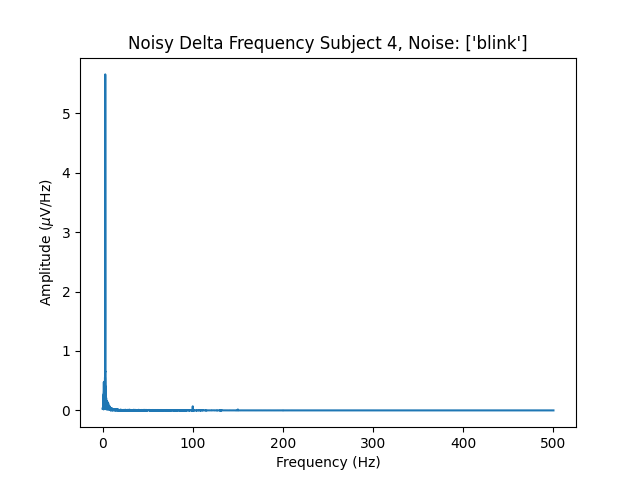 Noisy Delta Frequency Subject 4, Noise: ['blink']
5
4
3
2
1
0
Amplitude (μV/Hz)
0 100 200 300 400 500
Frequency (Hz)